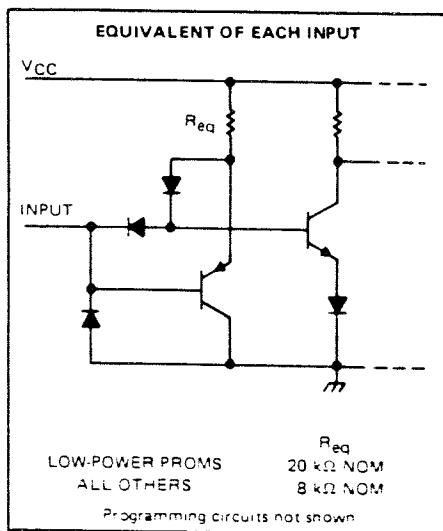 EQUIVALENT OF EACH INPUT
VCC
Req
INPUT
Req
LOW-POWER PROMS 20 kΩ NOM
ALL OTHERS 8 kΩ NOM
Programming circuits not shown